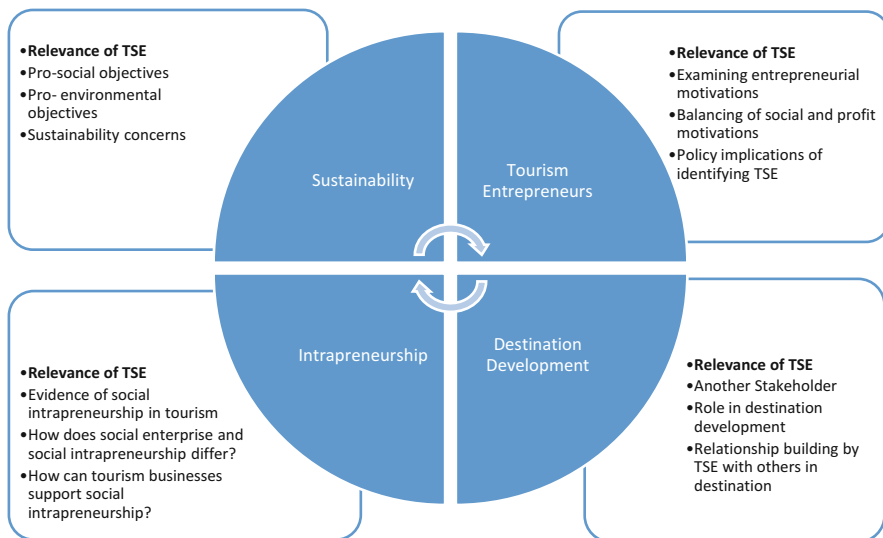 •Relevance of TSE
•Pro-social objectives
•Pro- environmental
objectives
•Sustainability concerns
Sustainability
Tourism
Entrepreneurs
•Relevance of TSE
•Examining entrepreneurial
motivations
•Balancing of social and profit
motivations
•Policy implications of
identifying TSE
•Relevance of TSE
•Evidence of social
intrapreneurship in tourism
•How does social enterprise and
social intrapreneurship differ?
•How can tourism businesses
support social
intrapreneurship?
Intrapreneurship
Destination
Development
•Relevance of TSE
•Another Stakeholder
•Role in destination
development
•Relationship building by
TSE with others in
destination